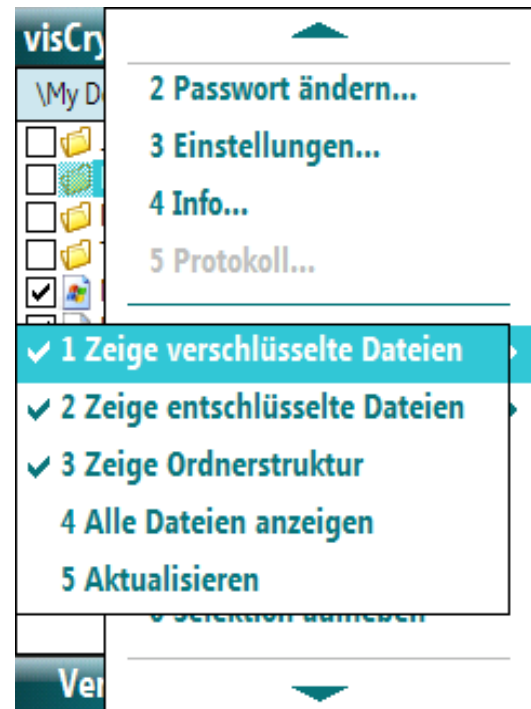 visCry
\My D
2 Passwort ändern...
3 Einstellungen...
4 Info...
5 Protokoll...
1 Zeige verschlüsselte Dateien
2 Zeige entschlüsselte Dateien
3 Zeige Ordnerstruktur
4 Alle Dateien anzeigen
5 Aktualisieren
Ver